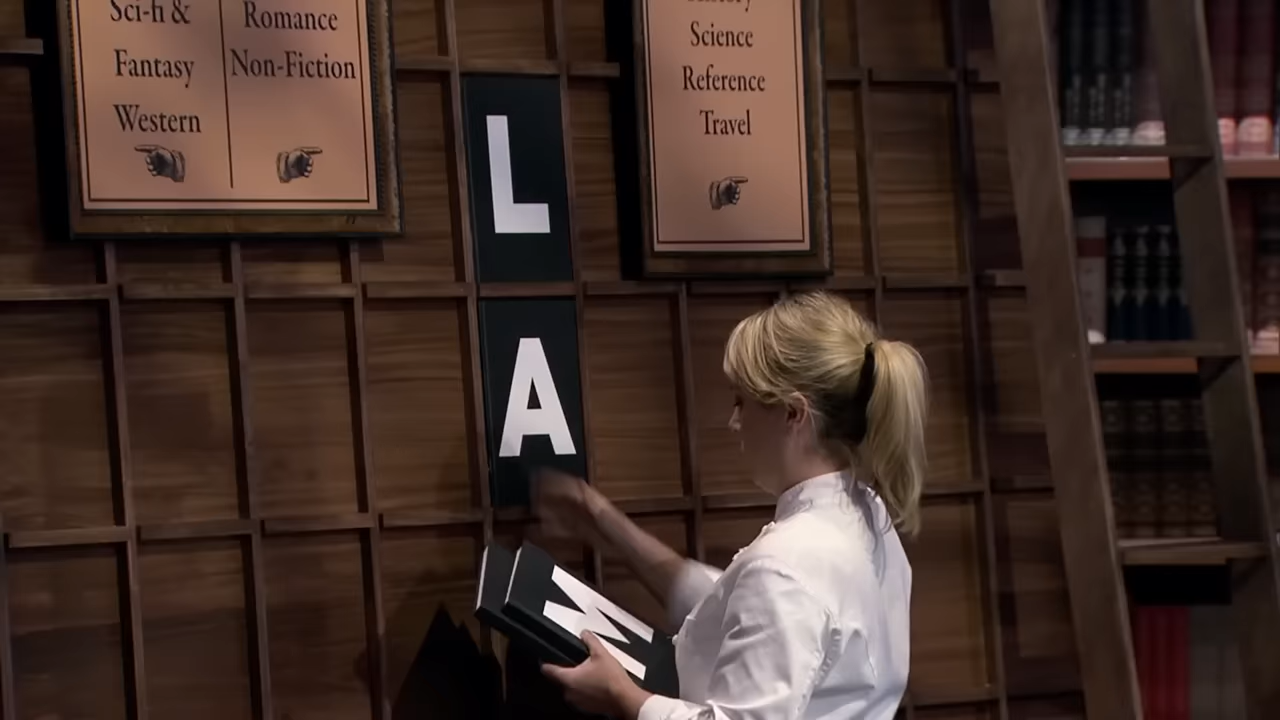 Sci-fi &
Fantasy
Western
Romance
Non-Fiction
L
A
M
Science
Reference
Travel